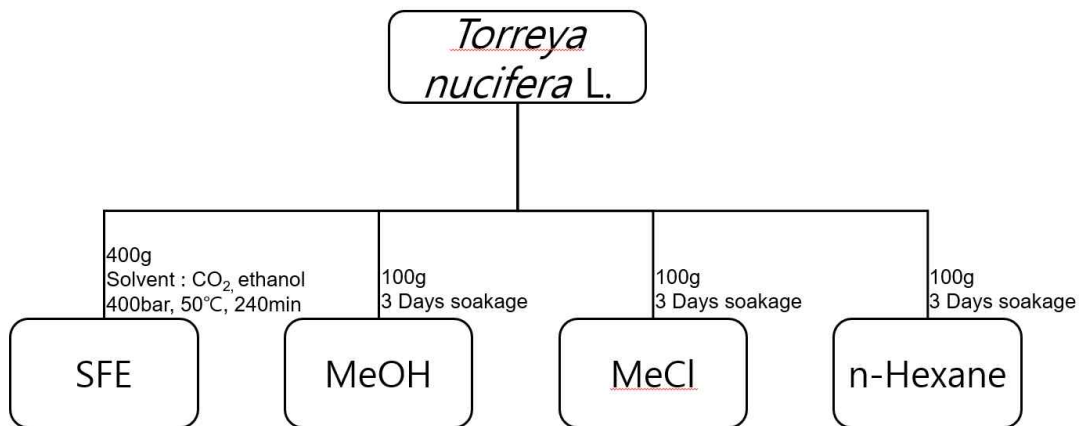 Torreya
nucifera L.
400g
Solvent : CO2, ethanol
400bar, 50℃, 240min
100g
3 Days soakage
100g
3 Days soakage
100g
3 Days soakage
SFE
MeOH
MeCl
n-Hexane